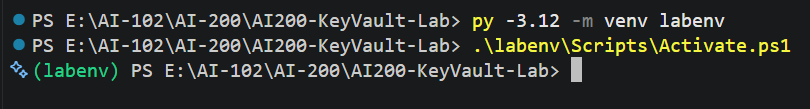 PS E:\AI-102\AI-200\AI200-KeyVault-Lab> py -3.12 -m venv labenv
PS E:\AI-102\AI-200\AI200-KeyVault-Lab> .\labenv\Scripts\Activate.ps1
(labenv) PS E:\AI-102\AI-200\AI200-KeyVault-Lab>